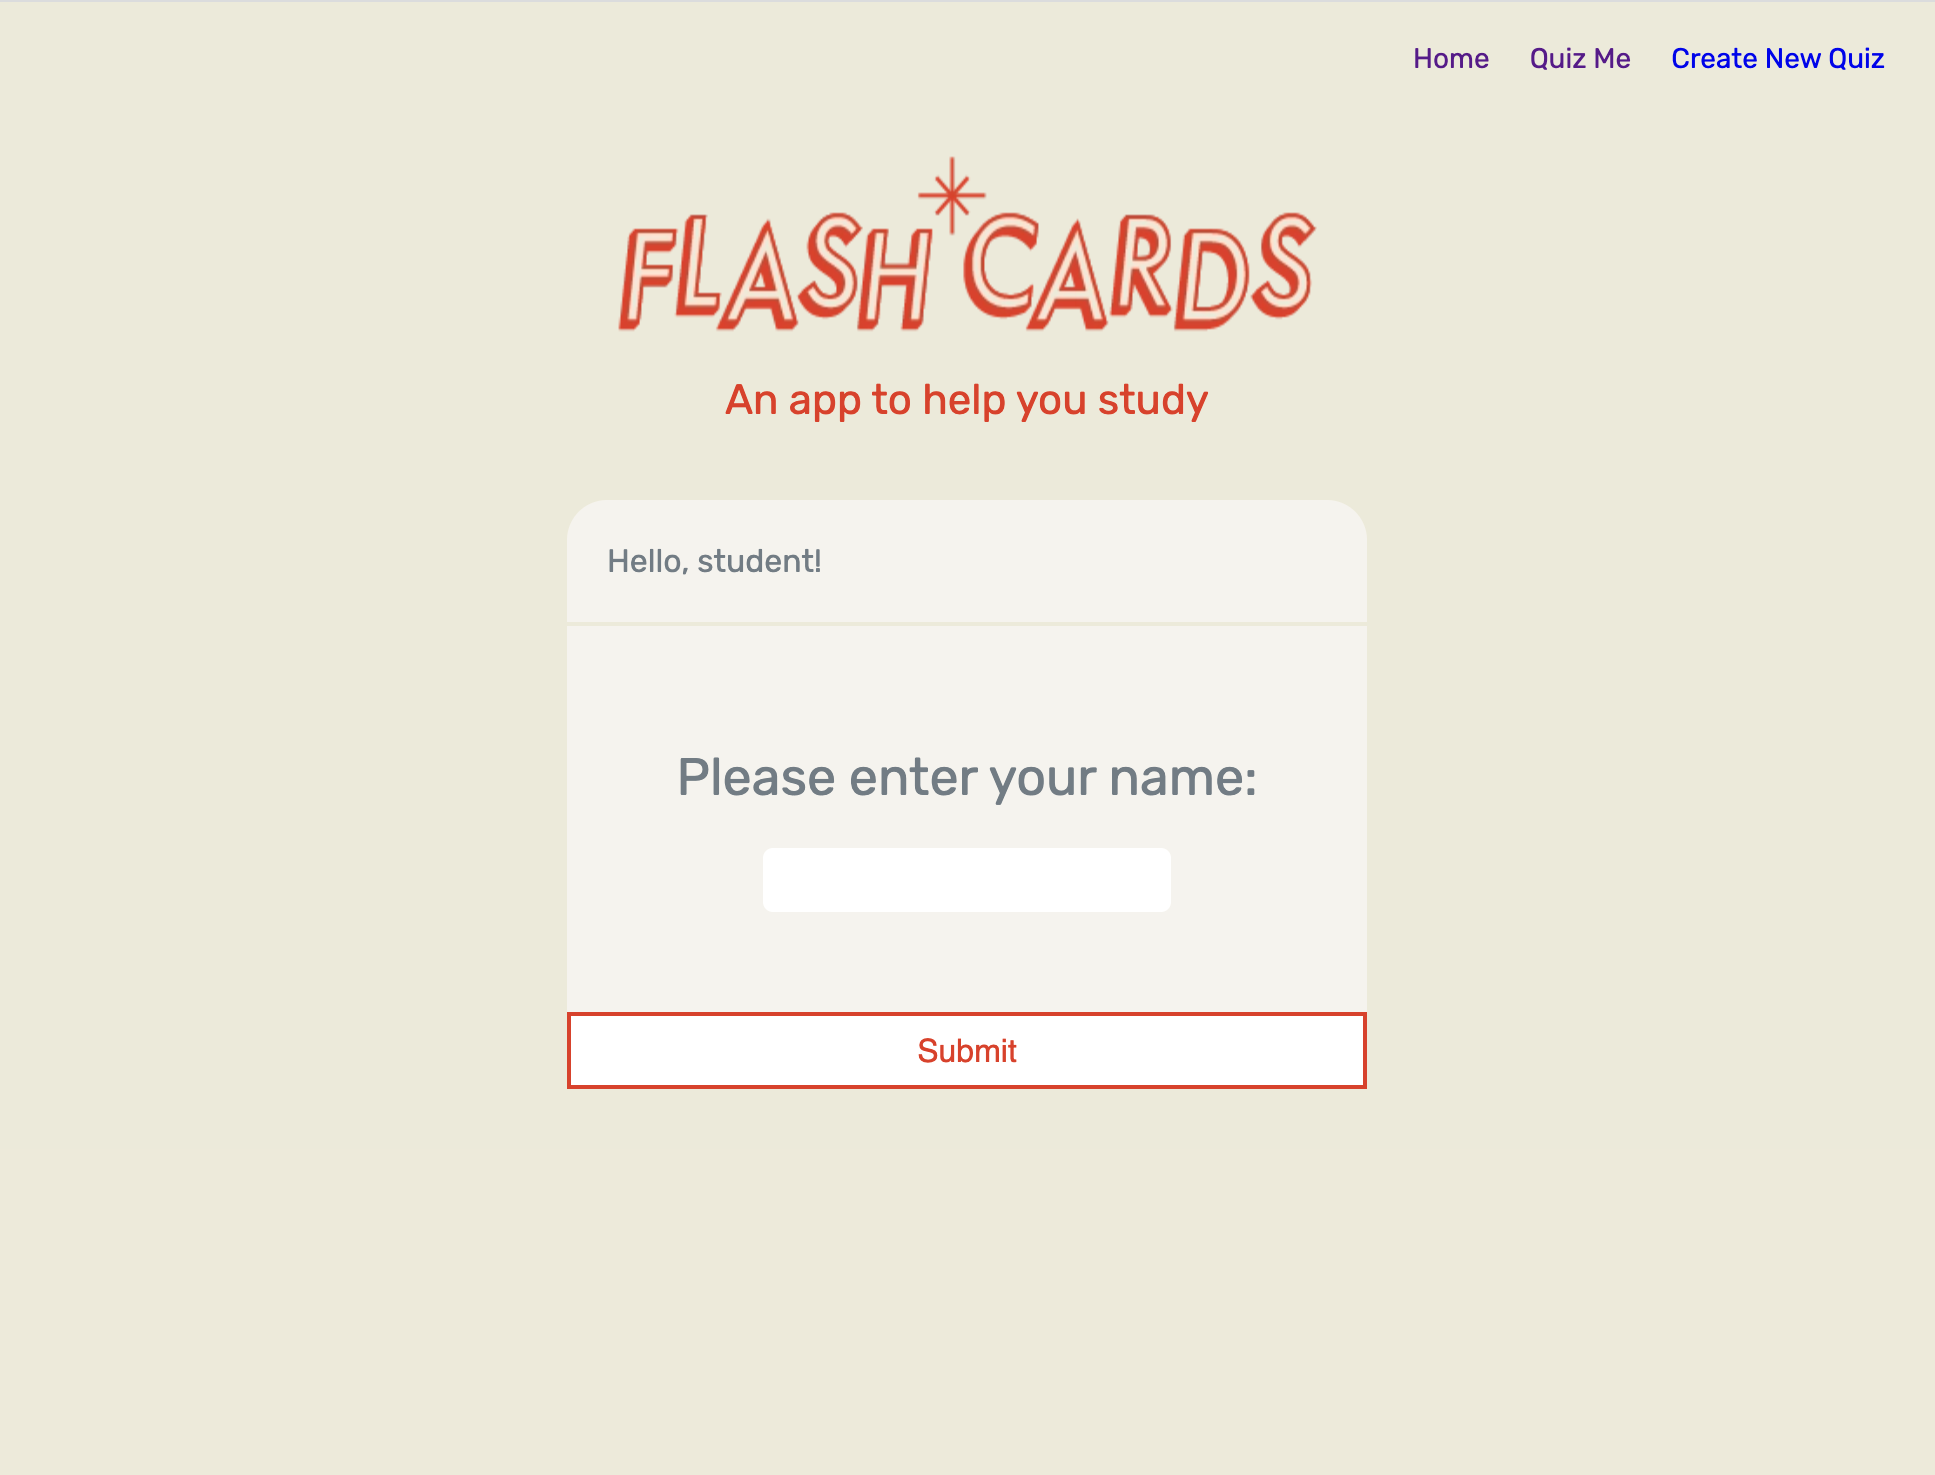 Home Quiz Me Create New Quiz
FLASH CARDS
An app to help you study
Hello, student!
Please enter your name:
Submit